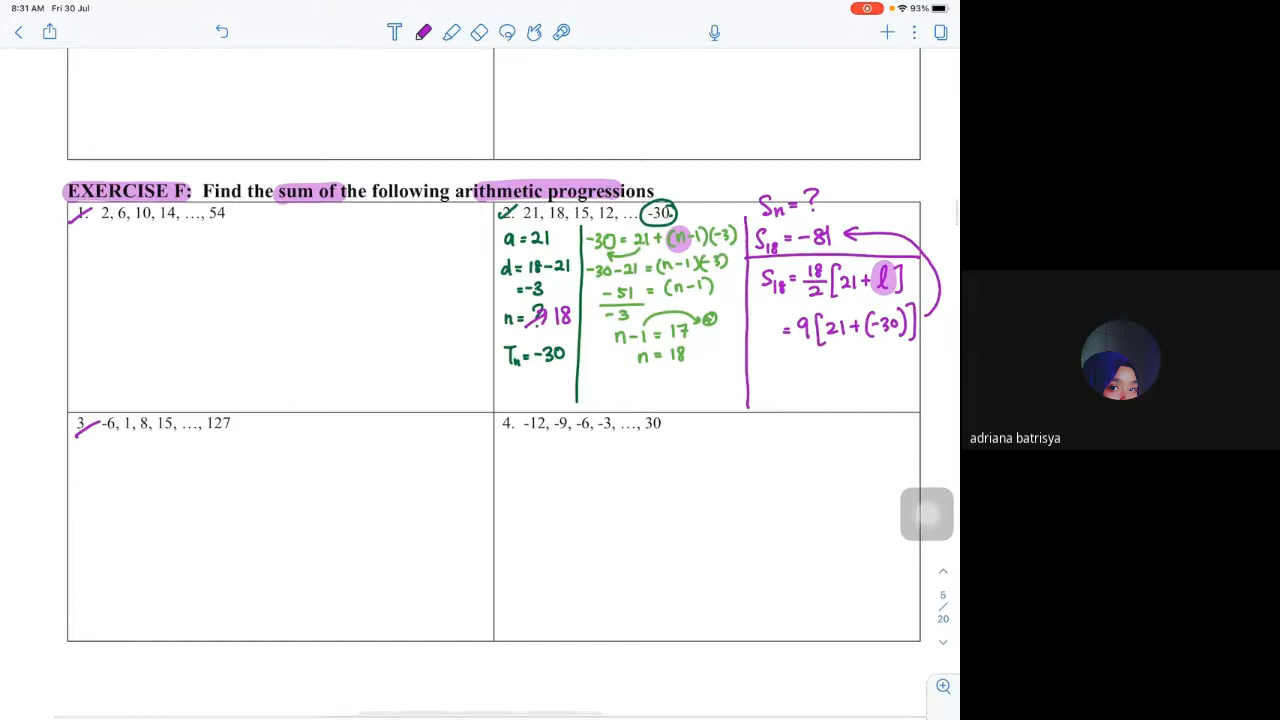 8:31 AM Fri 30 Jul
93%
T
EXERCISE F: Find the sum of the following arithmetic progressions
1. 2, 6, 10, 14, …, 54
2. 21, 18, 15, 12, … -30.
a = 21
d = 18-21
= -3
n = ? 18
Tn = -30
-30 = 21 + (n-1)(-3)
-30-21 = (n-1)(-3)
-51/-3 = (n-1)
n-1 = 17
n = 18
Sn = ?
S18 = -81
S18 = 18/2 [21 + l]
= 9[21 + (-30)]
3. -6, 1, 8, 15, …, 127
4. -12, -9, -6, -3, …, 30
5
/
20
adriana batrisya